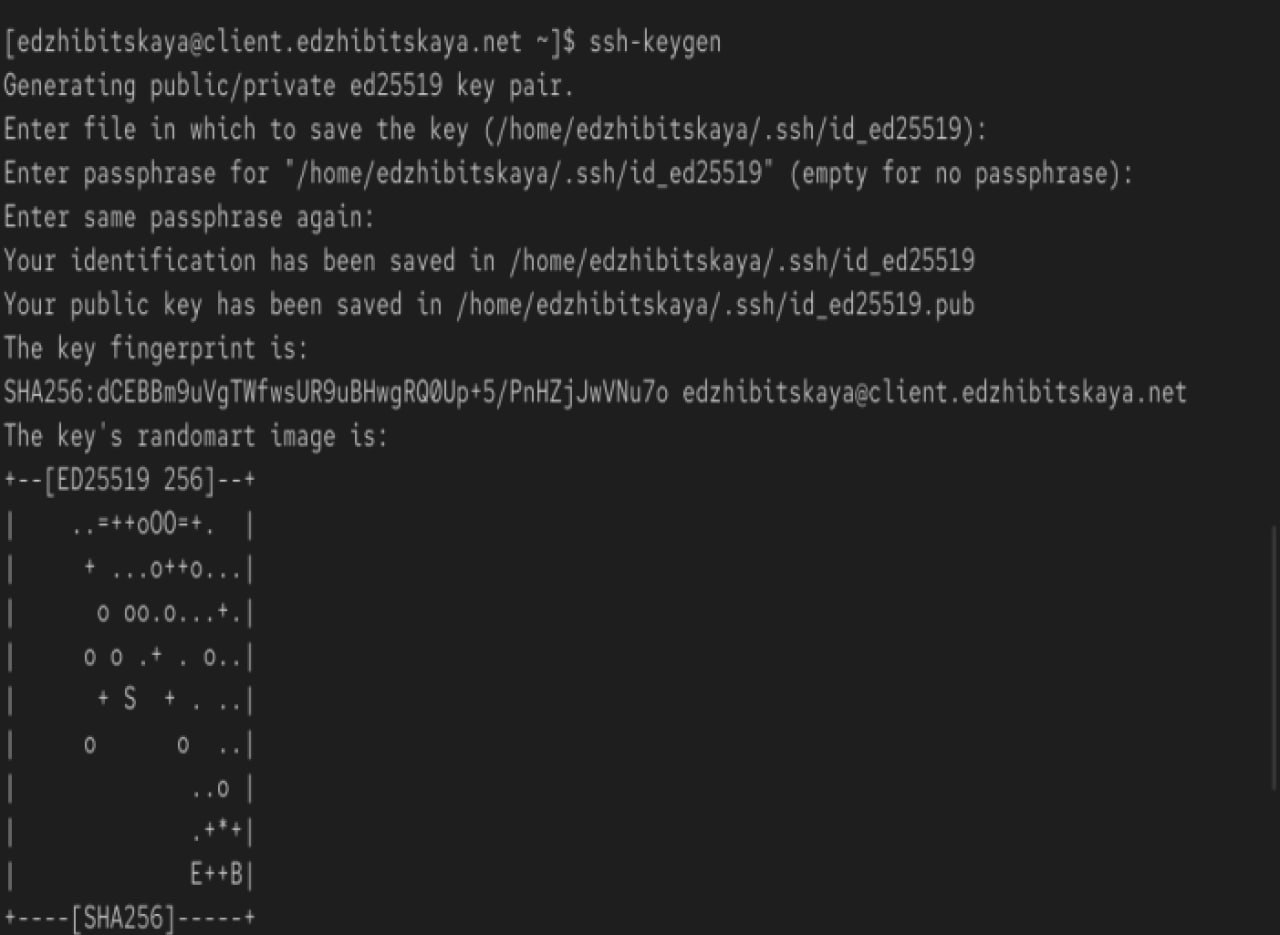 [edzhibitskaya@client.edzhibitskaya.net ~]$ ssh-keygen
Generating public/private ed25519 key pair.
Enter file in which to save the key (/home/edzhibitskaya/.ssh/id_ed25519):
Enter passphrase for "/home/edzhibitskaya/.ssh/id_ed25519" (empty for no passphrase):
Enter same passphrase again:
Your identification has been saved in /home/edzhibitskaya/.ssh/id_ed25519
Your public key has been saved in /home/edzhibitskaya/.ssh/id_ed25519.pub
The key fingerprint is:
SHA256:dCEBBm9uVgTWfwsUR9uBHwgRQ0Up+5/PnHZjJwVNu7o edzhibitskaya@client.edzhibitskaya.net
The key's randomart image is:
+--[ED25519 256]--+
|    ..=++oOO=+.  |
|     + ...o++o...|
|      o oo.o...+.|
|     o o .+ . o..|
|      + S  + . ..|
|     o      o  ..|
|             ..o |
|             .+*+|
|             E++B|
+----[SHA256]-----+